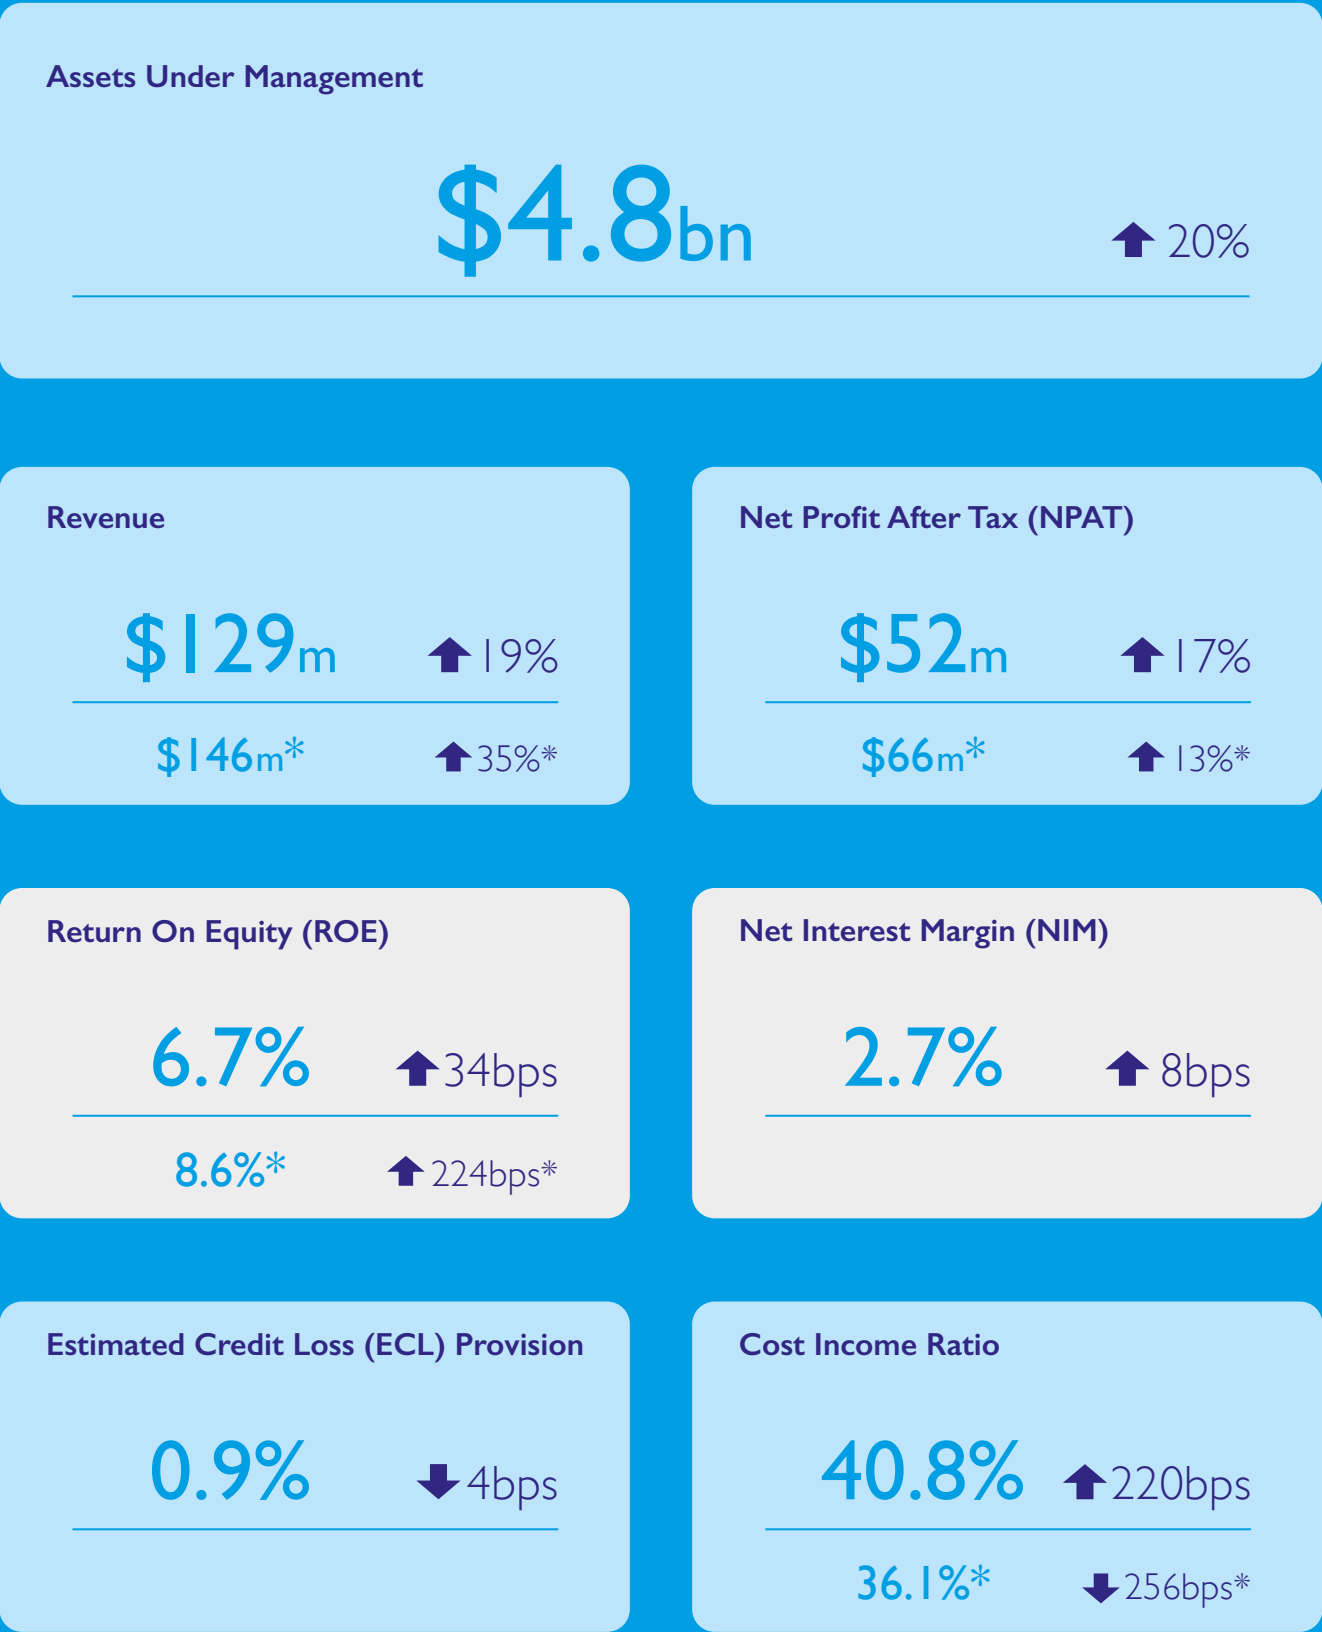 Assets Under Management
$4.8bn 20%
Revenue
$129m 19%
$146m* 35%*
Net Profit After Tax (NPAT)
$52m 17%
$66m* 13%*
Return On Equity (ROE)
6.7% 34bps
8.6%* 224bps*
Net Interest Margin (NIM)
2.7% 8bps
Estimated Credit Loss (ECL) Provision
0.9% 4bps
Cost Income Ratio
40.8% 220bps
36.1%* 256bps*